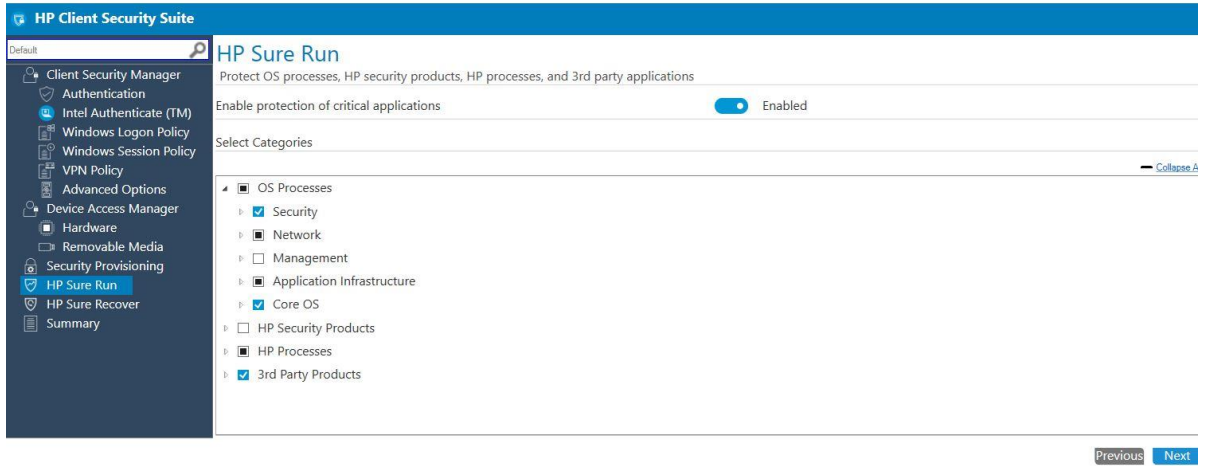 HP Client Security Suite
Default
Client Security Manager
Authentication
Intel Authenticate (TM)
Windows Logon Policy
Windows Session Policy
VPN Policy
Advanced Options
Device Access Manager
Hardware
Removable Media
Security Provisioning
HP Sure Run
HP Sure Recover
Summary
HP Sure Run
Protect OS processes, HP security products, HP processes, and 3rd party applications
Enable protection of critical applications Enabled
Select Categories
Collapse A
OS Processes
Security
Network
Management
Application Infrastructure
Core OS
HP Security Products
HP Processes
3rd Party Products
Previous Next